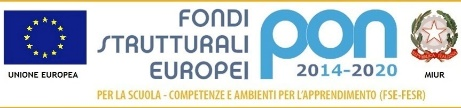 FONDI
STRUTTURALI
EUROPEI
pon
2014-2020
UNIONE EUROPEA
MIUR
PER LA SCUOLA - COMPETENZE E AMBIENTI PER L'APPRENDIMENTO (FSE-FESR)